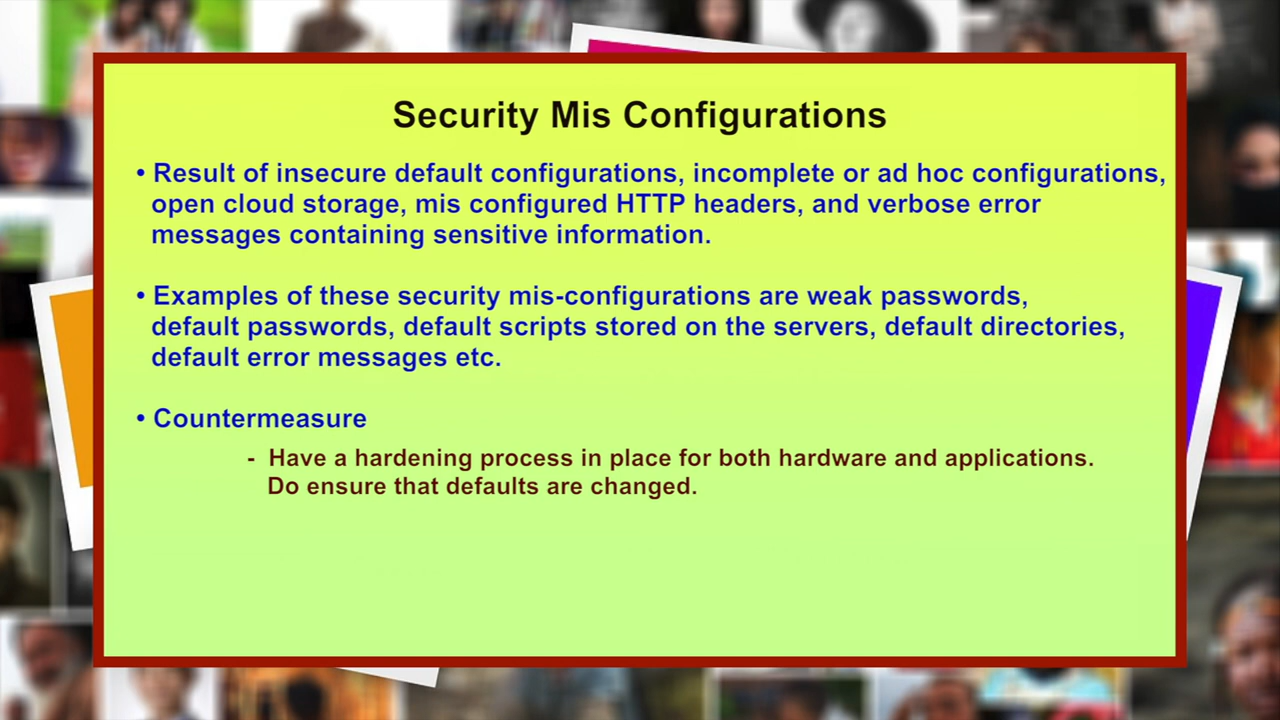 Security Mis Configurations
• Result of insecure default configurations, incomplete or ad hoc configurations,
open cloud storage, mis configured HTTP headers, and verbose error
messages containing sensitive information.
• Examples of these security mis-configurations are weak passwords,
default passwords, default scripts stored on the servers, default directories,
default error messages etc.
• Countermeasure
- Have a hardening process in place for both hardware and applications.
Do ensure that defaults are changed.